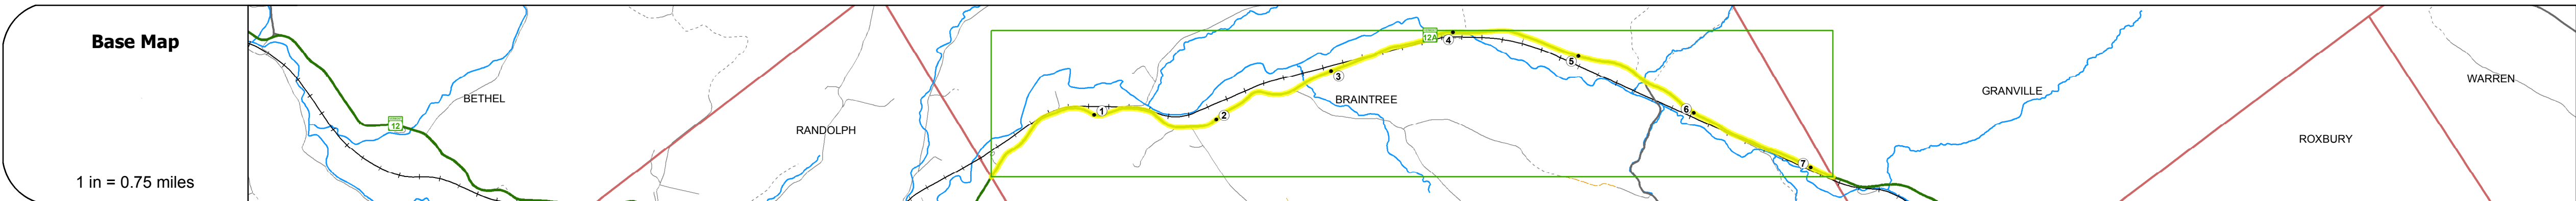 Base Map
1 in = 0.75 miles
BETHEL
12
RANDOLPH
1
2
3
BRAINTREE
12A
4
5
6
7
GRANVILLE
ROXBURY
WARREN